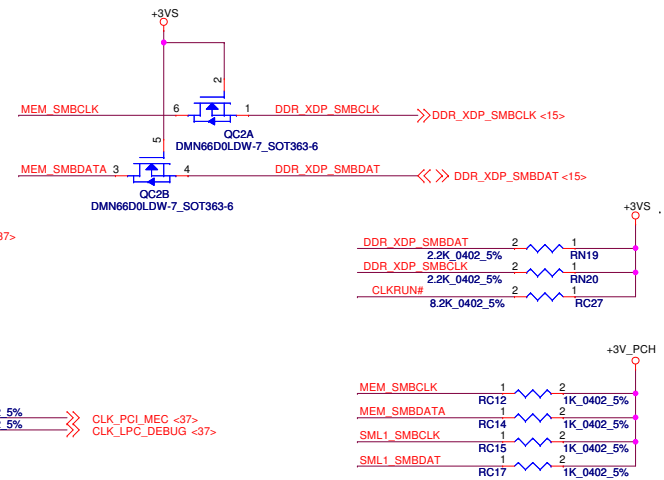 +3VS
2
MEM_SMBCLK 6 1 DDR_XDP_SMBCLK DDR_XDP_SMBCLK <15>
QC2A
DMN66D0LDW-7_SOT363-6
5
MEM_SMBDATA 3 4 DDR_XDP_SMBDAT DDR_XDP_SMBDAT <15>
QC2B
DMN66D0LDW-7_SOT363-6
+3VS
37>
DDR_XDP_SMBDAT 2 1
2.2K_0402_5% RN19
DDR_XDP_SMBCLK 2 1
2.2K_0402_5% RN20
CLKRUN# 2 1
8.2K_0402_5% RC27
+3V_PCH
MEM_SMBCLK 1 2
RC12 1K_0402_5%
MEM_SMBDATA 1 2
RC14 1K_0402_5%
SML1_SMBCLK 1 2
RC15 1K_0402_5%
SML1_SMBDAT 1 2
RC17 1K_0402_5%
_5% CLK_PCI_MEC <37>
_5% CLK_LPC_DEBUG <37>